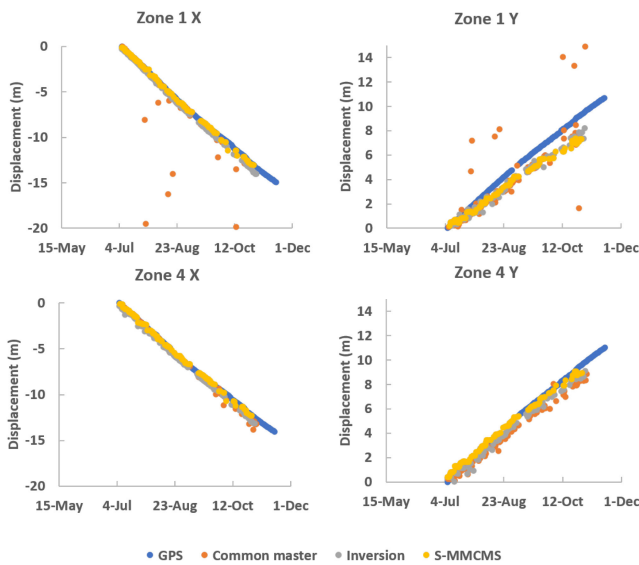 Zone 1 X
Displacement (m)
0
-5
-10
-15
-20
15-May 4-Jul 23-Aug 12-Oct 1-Dec
Zone 1 Y
Displacement (m)
14
12
10
8
6
4
2
0
15-May 4-Jul 23-Aug 12-Oct 1-Dec
Zone 4 X
Displacement (m)
0
-5
-10
-15
-20
15-May 4-Jul 23-Aug 12-Oct 1-Dec
Zone 4 Y
Displacement (m)
14
12
10
8
6
4
2
0
15-May 4-Jul 23-Aug 12-Oct 1-Dec
GPS Common master Inversion S-MMCMS